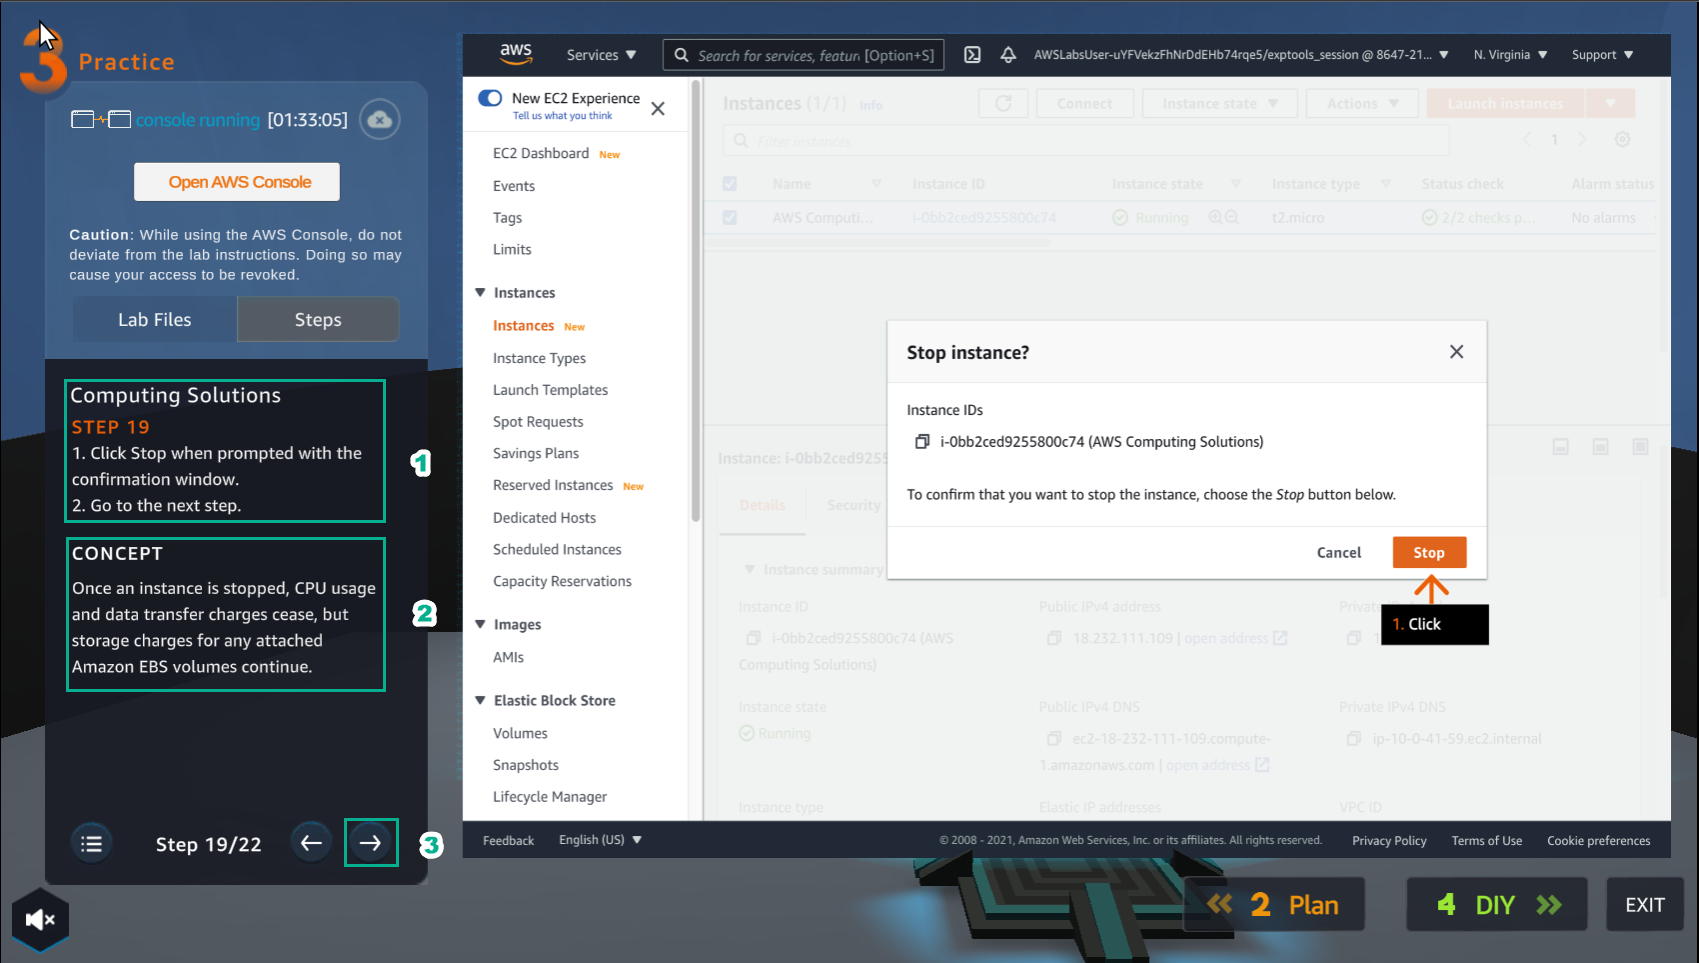 3 Practice
console running [01:33:05]
Open AWS Console
Caution: While using the AWS Console, do not
deviate from the lab instructions. Doing so may
cause your access to be revoked.
Lab Files
Steps
Computing Solutions
STEP 19
1. Click Stop when prompted with the
confirmation window.
2. Go to the next step.
1
CONCEPT
Once an instance is stopped, CPU usage
and data transfer charges cease, but
storage charges for any attached
Amazon EBS volumes continue.
2
Step 19/22
3
aws
Services ▼
Search for services, featur [Option+S]
AWSLabsUser-uYFVekzFhNrDdEHb74rqe5/exptools_session @ 8647-21... ▼
N. Virginia ▼
Support ▼
New EC2 Experience
Tell us what you think
EC2 Dashboard New
Events
Tags
Limits
Instances
Instances New
Instance Types
Launch Templates
Spot Requests
Savings Plans
Reserved Instances New
Dedicated Hosts
Scheduled Instances
Capacity Reservations
Images
AMIs
Elastic Block Store
Volumes
Snapshots
Lifecycle Manager
Instances (1/1) Info
Connect
Instance state ▼
Actions ▼
Launch instances
Filter instances
1
Name
Instance ID
Instance state
Instance type
Status check
Alarm status
AWS Computi...
i-0bb2ced9255800c74
Running
t2.micro
2/2 checks p...
No alarms
Stop instance?
Instance IDs
i-0bb2ced9255800c74 (AWS Computing Solutions)
To confirm that you want to stop the instance, choose the Stop button below.
Cancel
Stop
1. Click
Instance: i-0bb2ced9255
Details
Security
Instance summary
Instance ID
i-0bb2ced9255800c74 (AWS
Computing Solutions)
Public IPv4 address
18.232.111.109 | open address
Instance state
Running
Public IPv4 DNS
ec2-18-232-111-109.compute-
1.amazonaws.com | open address
Private IPv4 DNS
ip-10-0-41-59.ec2.internal
Instance type
Elastic IP addresses
VPC ID
Feedback
English (US) ▼
© 2008 - 2021, Amazon Web Services, Inc. or its affiliates. All rights reserved.
Privacy Policy
Terms of Use
Cookie preferences
2 Plan
4 DIY
EXIT